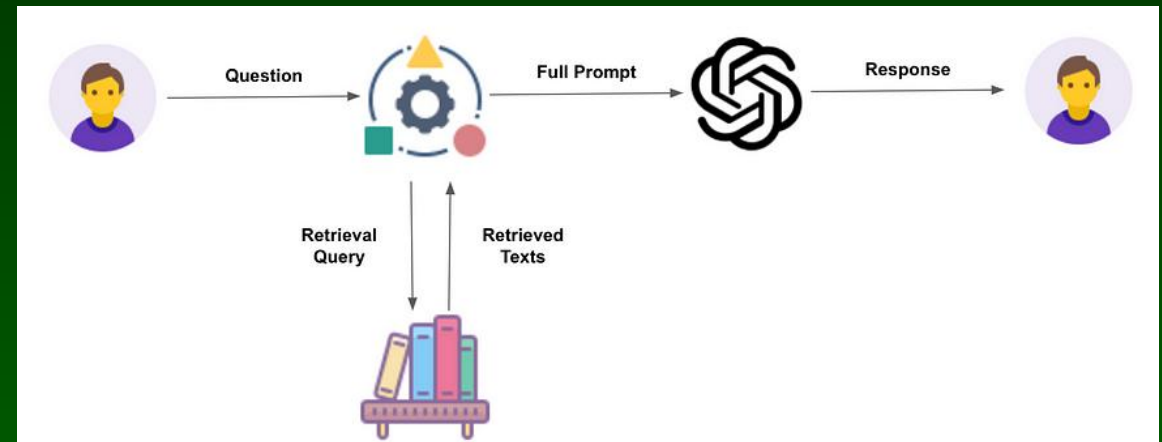 Question
Full Prompt
Response
Retrieval
Query
Retrieved
Texts